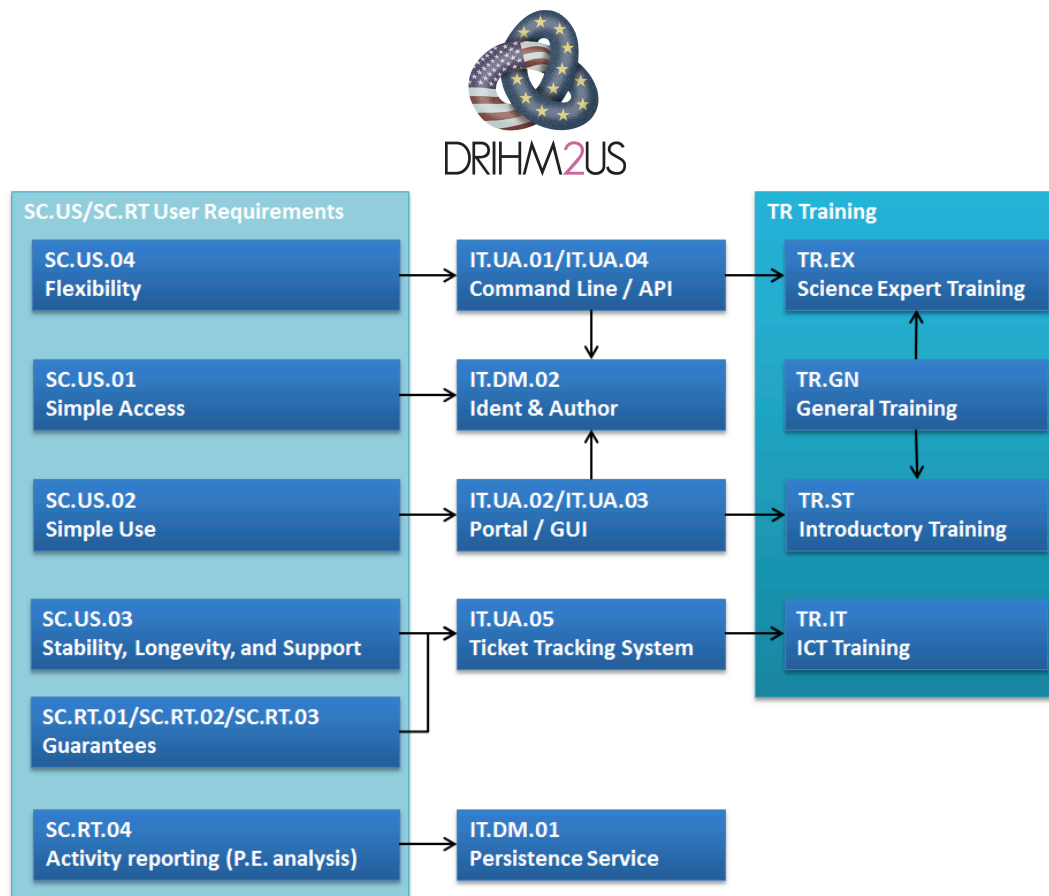 DRIHM2US
SC.US/SC.RT User Requirements
TR Training
SC.US.04
Flexibility
IT.UA.01/IT.UA.04
Command Line / API
TR.EX
Science Expert Training
SC.US.01
Simple Access
IT.DM.02
Ident & Author
TR.GN
General Training
SC.US.02
Simple Use
IT.UA.02/IT.UA.03
Portal / GUI
TR.ST
Introductory Training
SC.US.03
Stability, Longevity, and Support
IT.UA.05
Ticket Tracking System
TR.IT
ICT Training
SC.RT.01/SC.RT.02/SC.RT.03
Guarantees
SC.RT.04
Activity reporting (P.E. analysis)
IT.DM.01
Persistence Service